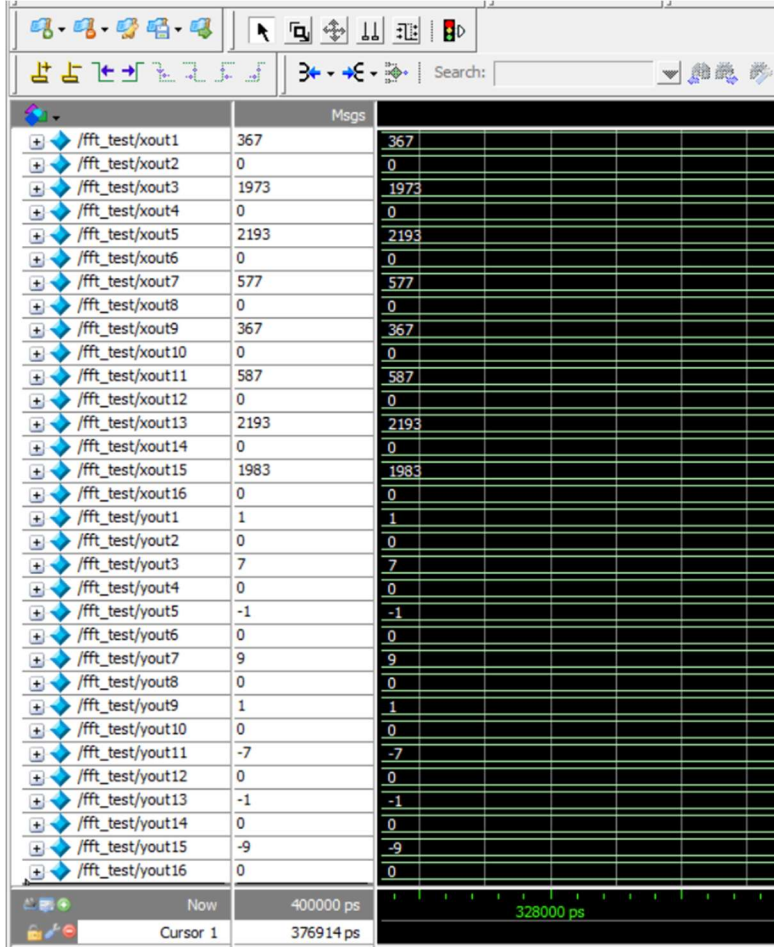 Search:
Msgs
/fft_test/xout1 367 367
/fft_test/xout2 0 0
/fft_test/xout3 1973 1973
/fft_test/xout4 0 0
/fft_test/xout5 2193 2193
/fft_test/xout6 0 0
/fft_test/xout7 577 577
/fft_test/xout8 0 0
/fft_test/xout9 367 367
/fft_test/xout10 0 0
/fft_test/xout11 587 587
/fft_test/xout12 0 0
/fft_test/xout13 2193 2193
/fft_test/xout14 0 0
/fft_test/xout15 1983 1983
/fft_test/xout16 0 0
/fft_test/yout1 1 1
/fft_test/yout2 0 0
/fft_test/yout3 7 7
/fft_test/yout4 0 0
/fft_test/yout5 -1 -1
/fft_test/yout6 0 0
/fft_test/yout7 9 9
/fft_test/yout8 0 0
/fft_test/yout9 1 1
/fft_test/yout10 0 0
/fft_test/yout11 -7 -7
/fft_test/yout12 0 0
/fft_test/yout13 -1 -1
/fft_test/yout14 0 0
/fft_test/yout15 -9 -9
/fft_test/yout16 0 0
Now 400000 ps 328000 ps
Cursor 1 376914 ps